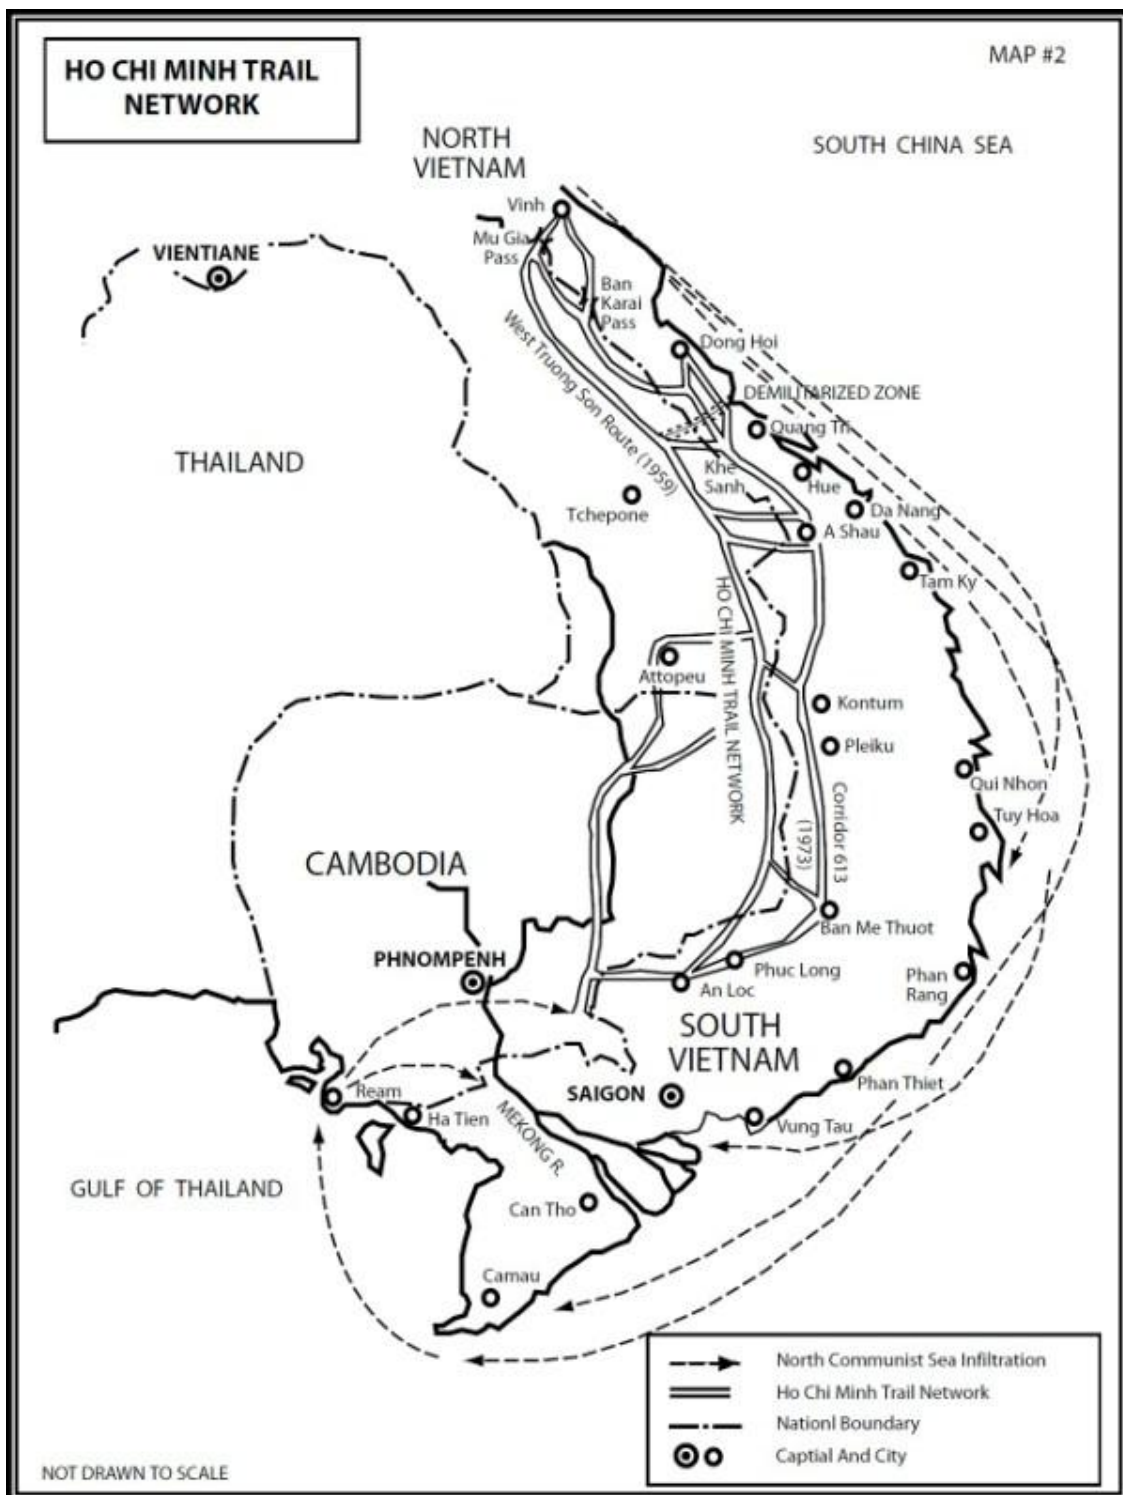 HO CHI MINH TRAIL
NETWORK
MAP #2
NORTH
VIETNAM
SOUTH CHINA SEA
Vinh
VIENTIANE
Mu Gia
Pass
Ban
Karai
Pass
West Truong Son Route (1959)
Dong Hoi
DEMILITARIZED ZONE
Quang Tri
THAILAND
Khe
Sanh
Hue
Tchepone
Da Nang
A Shau
Tam Ky
HO CHI MINH TRAIL NETWORK
Attopeu
Kontum
Pleiku
Qui Nhon
Tuy Hoa
Corridor 613
(1973)
CAMBODIA
Ban Me Thuot
PHNOMPENH
Phuc Long
An Loc
Phan
Rang
SOUTH
VIETNAM
SAIGON
Phan Thiet
Ream
Ha Tien
MEKONG R.
Vung Tau
GULF OF THAILAND
Can Tho
Camau
North Communist Sea Infiltration
Ho Chi Minh Trail Network
Nationl Boundary
Captial And City
NOT DRAWN TO SCALE